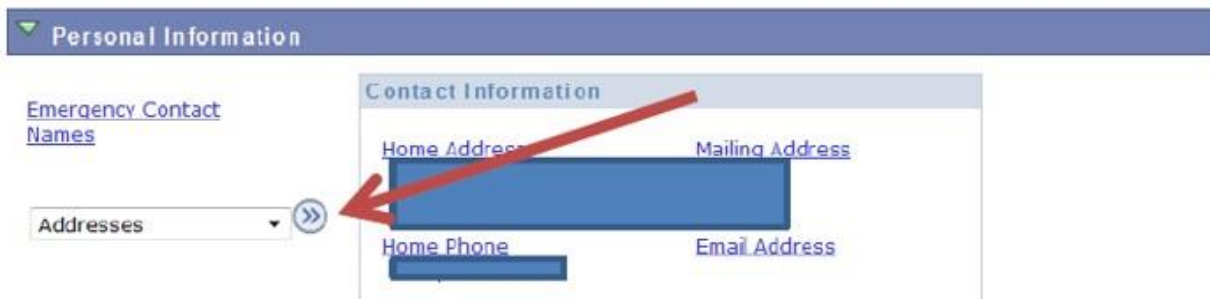 Personal Information
Emergency Contact
Names
Contact Information
Home Address
Mailing Address
Addresses
Home Phone
Email Address